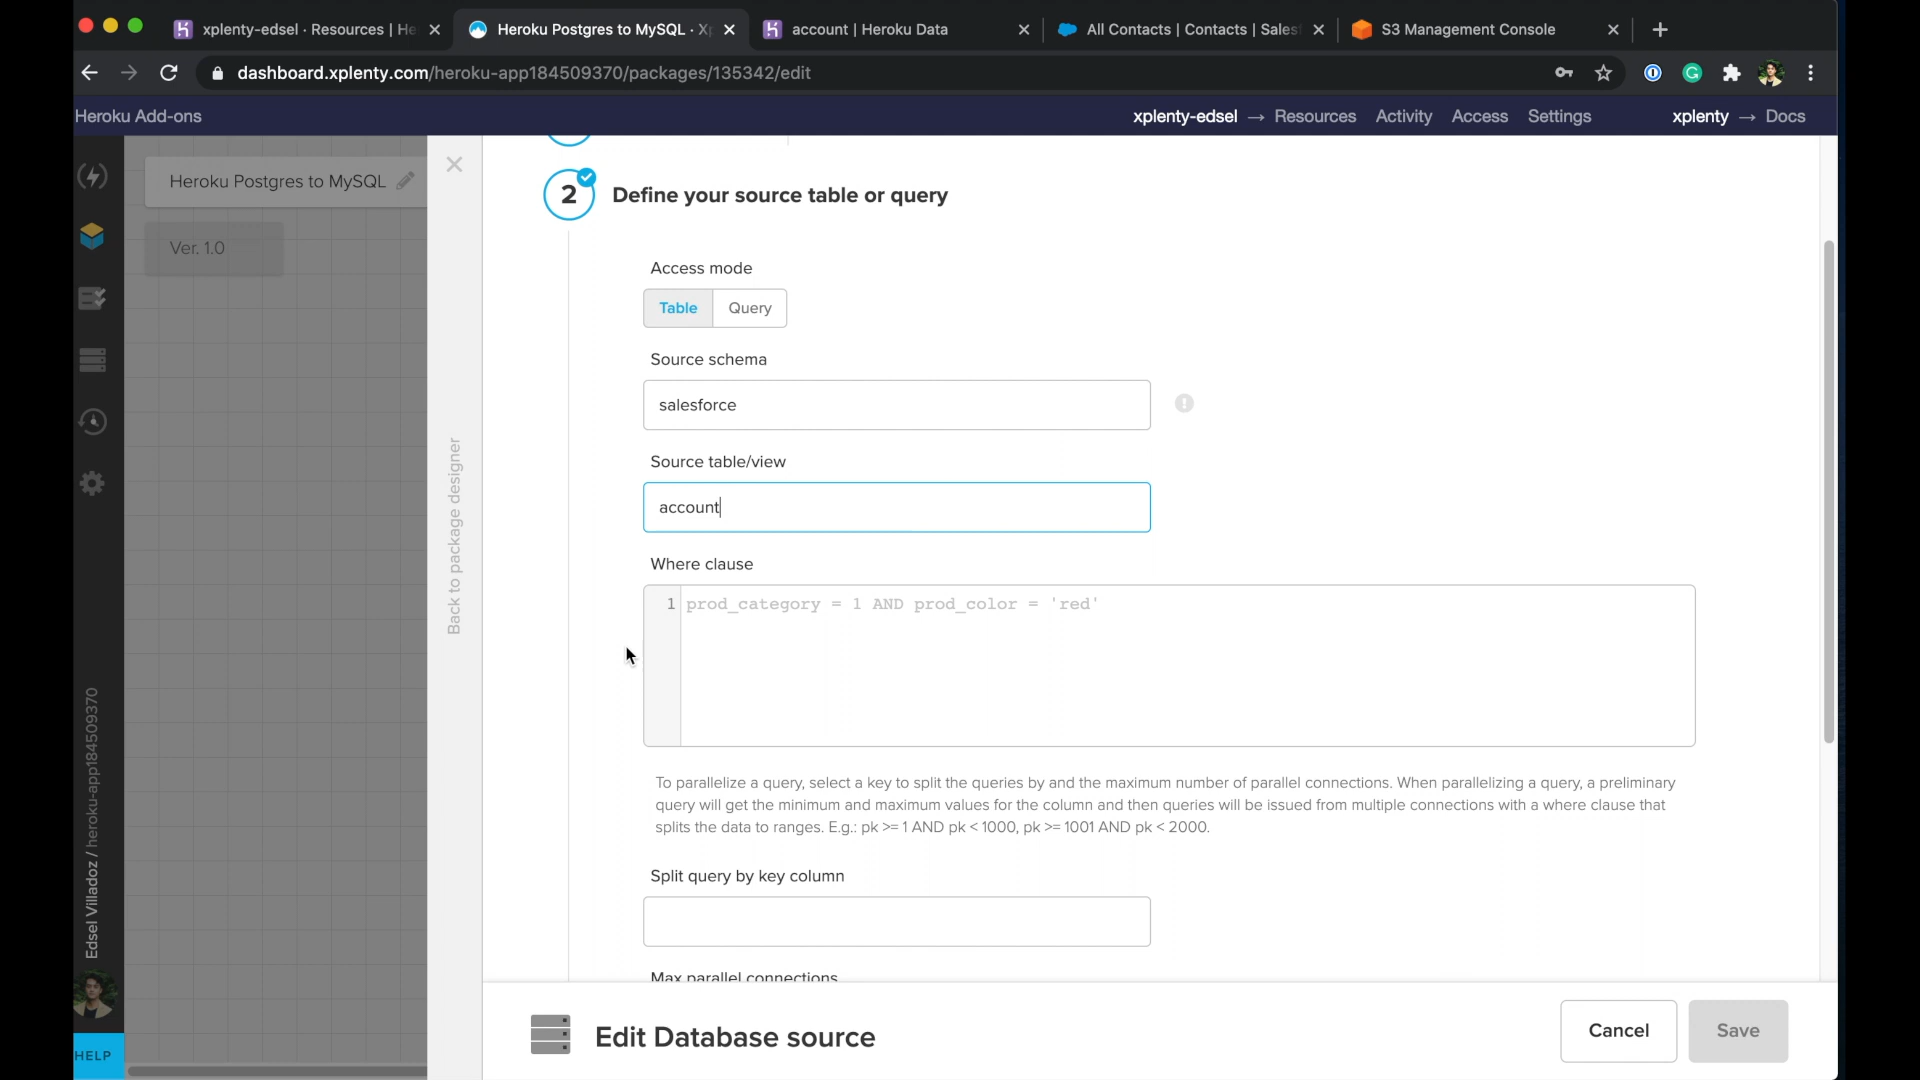 xplenty-edsel · Resources | He
Heroku Postgres to MySQL · X
account | Heroku Data
All Contacts | Contacts | Sales
S3 Management Console
dashboard.xplenty.com/heroku-app184509370/packages/135342/edit
Heroku Add-ons
xplenty-edsel → Resources Activity Access Settings xplenty → Docs
Heroku Postgres to MySQL
Ver. 1.0
Back to package designer
Edsel Villadoz / heroku-app184509370
HELP
2 Define your source table or query
Access mode
Table Query
Source schema
salesforce
Source table/view
account
Where clause
1 prod_category = 1 AND prod_color = 'red'
To parallelize a query, select a key to split the queries by and the maximum number of parallel connections. When parallelizing a query, a preliminary
query will get the minimum and maximum values for the column and then queries will be issued from multiple connections with a where clause that
splits the data to ranges. E.g.: pk >= 1 AND pk < 1000, pk >= 1001 AND pk < 2000.
Split query by key column
Max parallel connections
Edit Database source
Cancel Save